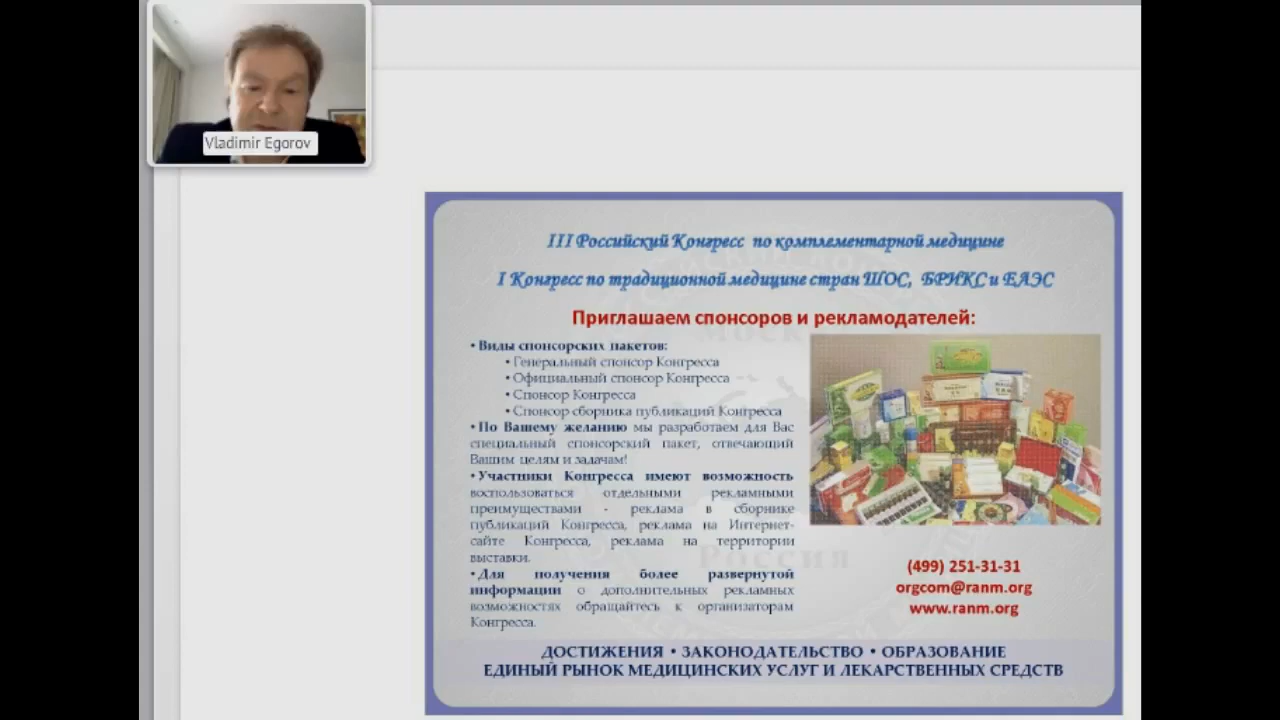 Vladimir Egorov
III Российский Конгресс по комплементарной медицине
I Конгресс по традиционной медицине стран ШОС, БРИКС и ЕАЭС
Приглашаем спонсоров и рекламодателей:
• Виды спонсорских пакетов:
• Генеральный спонсор Конгресса
• Официальный спонсор Конгресса
• Спонсор Конгресса
• Спонсор сборника публикаций Конгресса
• По Вашему желанию мы разработаем для Вас
специальный спонсорский пакет, отвечающий
Вашим целям и задачам!
• Участники Конгресса имеют возможность
воспользоваться отдельными рекламными
преимуществами - реклама в сборнике
публикаций Конгресса, реклама на Интернет-
сайте Конгресса, реклама на территории
выставки.
• Для получения более развернутой
информации о дополнительных рекламных
возможностях обращайтесь к организаторам
Конгресса.
Россия
(499) 251-31-31
orgcom@ranm.org
www.ranm.org
ДОСТИЖЕНИЯ • ЗАКОНОДАТЕЛЬСТВО • ОБРАЗОВАНИЕ
ЕДИНЫЙ РЫНОК МЕДИЦИНСКИХ УСЛУГ И ЛЕКАРСТВЕННЫХ СРЕДСТВ